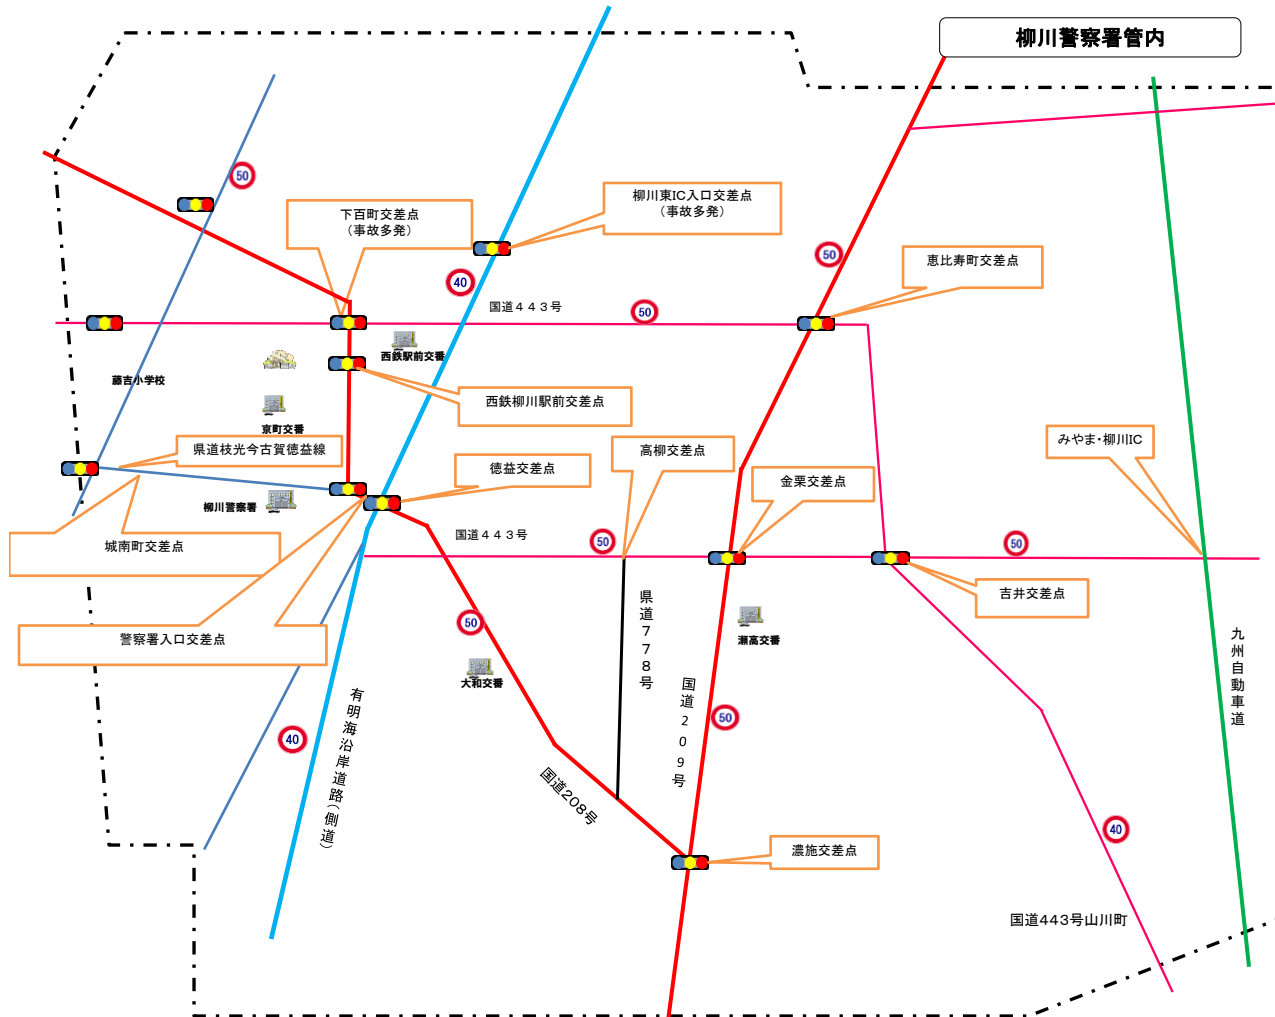 柳川警察署管内
50
下百町交差点
（事故多発）
柳川東IC入口交差点
（事故多発）
50
恵比寿町交差点
40
国道４４３号
50
西鉄駅前交番
藤吉小学校
西鉄柳川駅前交差点
京町交番
県道枝光今古賀徳益線
高柳交差点
みやま・柳川IC
徳益交差点
金栗交差点
柳川警察署
城南町交差点
国道４４３号
50
50
吉井交差点
警察署入口交差点
50
県道７７８号
瀬高交番
九州自動車道
大和交番
有明海沿岸道路（側道）
40
国道２０９号
50
国道208号
40
濃施交差点
国道443号山川町